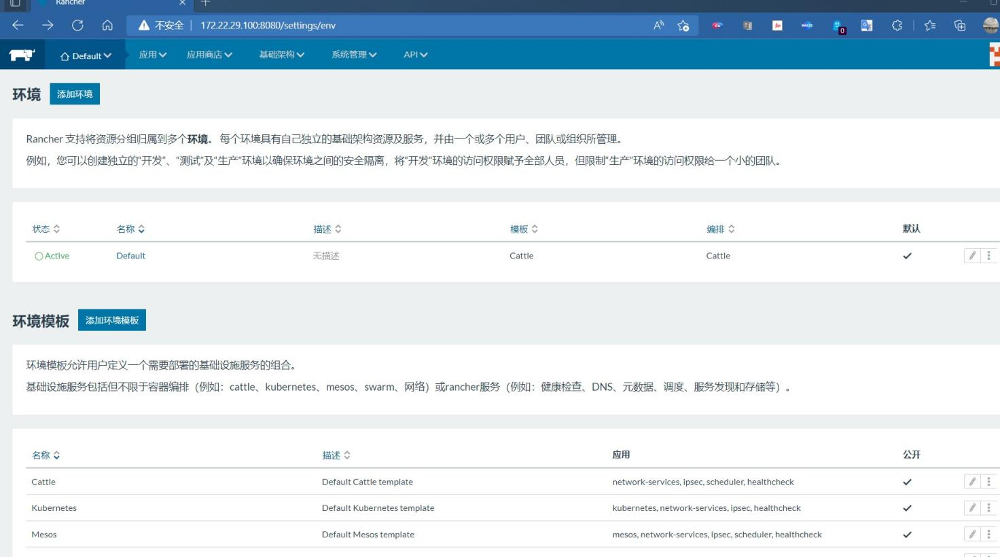 Rancher
不安全
172.22.29.100:8080/settings/env
0
Default
应用
应用商店
基础架构
系统管理
API
环境
添加环境
Rancher 支持将资源分组归属到多个环境。 每个环境具有自己独立的基础架构资源及服务，并由一个或多个用户、团队或组织所管理。
例如，您可以创建独立的“开发”、“测试”及“生产”环境以确保环境之间的安全隔离，将“开发”环境的访问权限赋予全部人员，但限制“生产”环境的访问权限给一个小的团队。
状态 名称 描述 模板 编排 默认
Active Default 无描述 Cattle Cattle
环境模板
添加环境模板
环境模板允许用户定义一个需要部署的基础设施服务的组合。
基础设施服务包括但不限于容器编排（例如：cattle、kubernetes、mesos、swarm、网络）或rancher服务（例如：健康检查、DNS、元数据、调度、服务发现和存储等）。
名称 描述 应用 公开
Cattle Default Cattle template network-services, ipsec, scheduler, healthcheck
Kubernetes Default Kubernetes template kubernetes, network-services, ipsec, healthcheck
Mesos Default Mesos template mesos, network-services, ipsec, scheduler, healthcheck